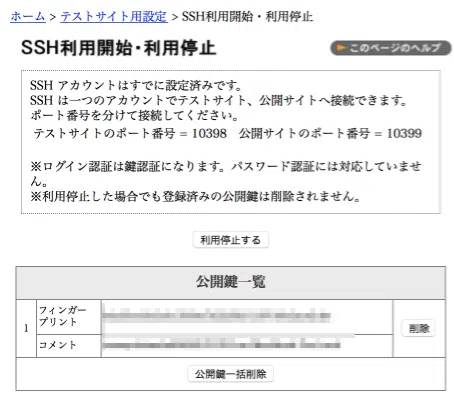 ホーム > テストサイト用設定 > SSH利用開始・利用停止
SSH利用開始・利用停止
このページのヘルプ
SSH アカウントはすでに設定済みです。
SSH は一つのアカウントでテストサイト、公開サイトへ接続できます。
ポート番号を分けて接続してください。
テストサイトのポート番号 = 10398 公開サイトのポート番号 = 10399
※ログイン認証は鍵認証になります。パスワード認証には対応していませ
ん。
※利用停止した場合でも登録済みの公開鍵は削除されません。
利用停止する
公開鍵一覧
1
フィンガー
プリント
コメント
削除
公開鍵一括削除